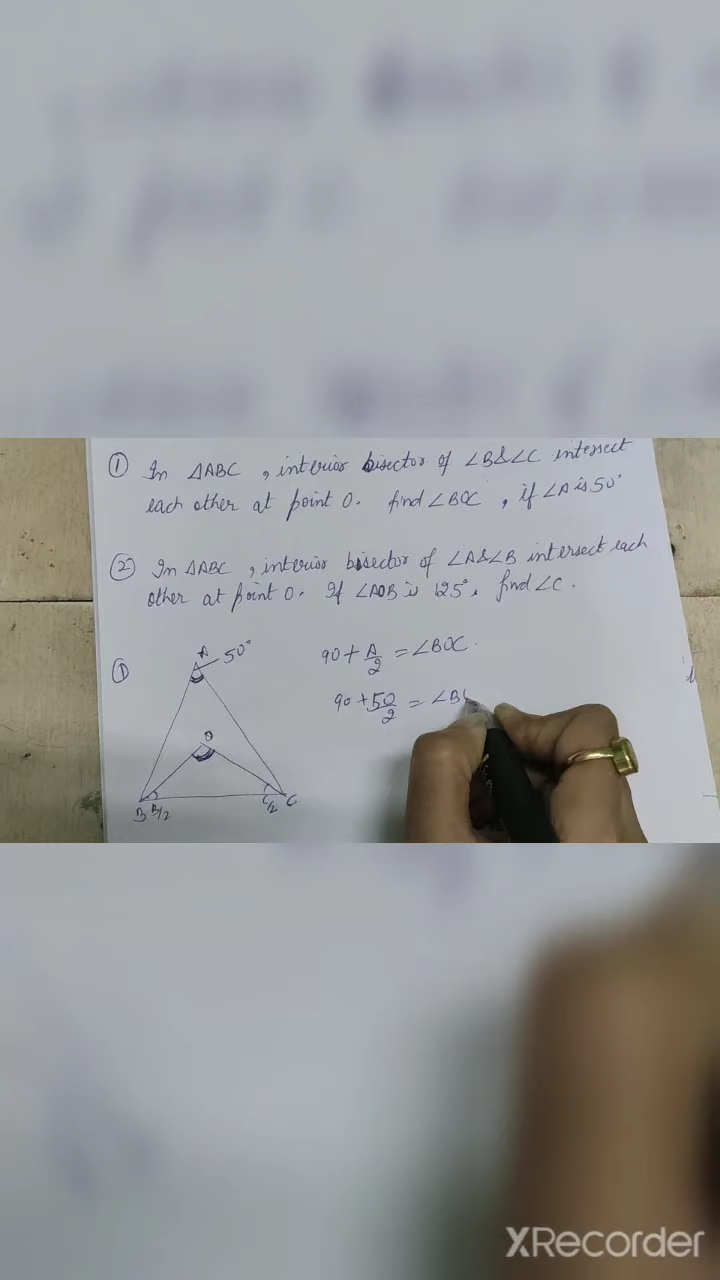 ① In △ABC , interior bisector of ∠B&∠C intersect
each other at point O. find ∠BOC , if ∠A is 50°
② In △ABC , interior bisector of ∠A&∠B intersect each
other at point O. If ∠AOB is 125°, find ∠C.
①
A 50°
90 + A/2 = ∠BOC.
90 + 50/2 = ∠B
O
B B/2 C/2 C
XRecorder